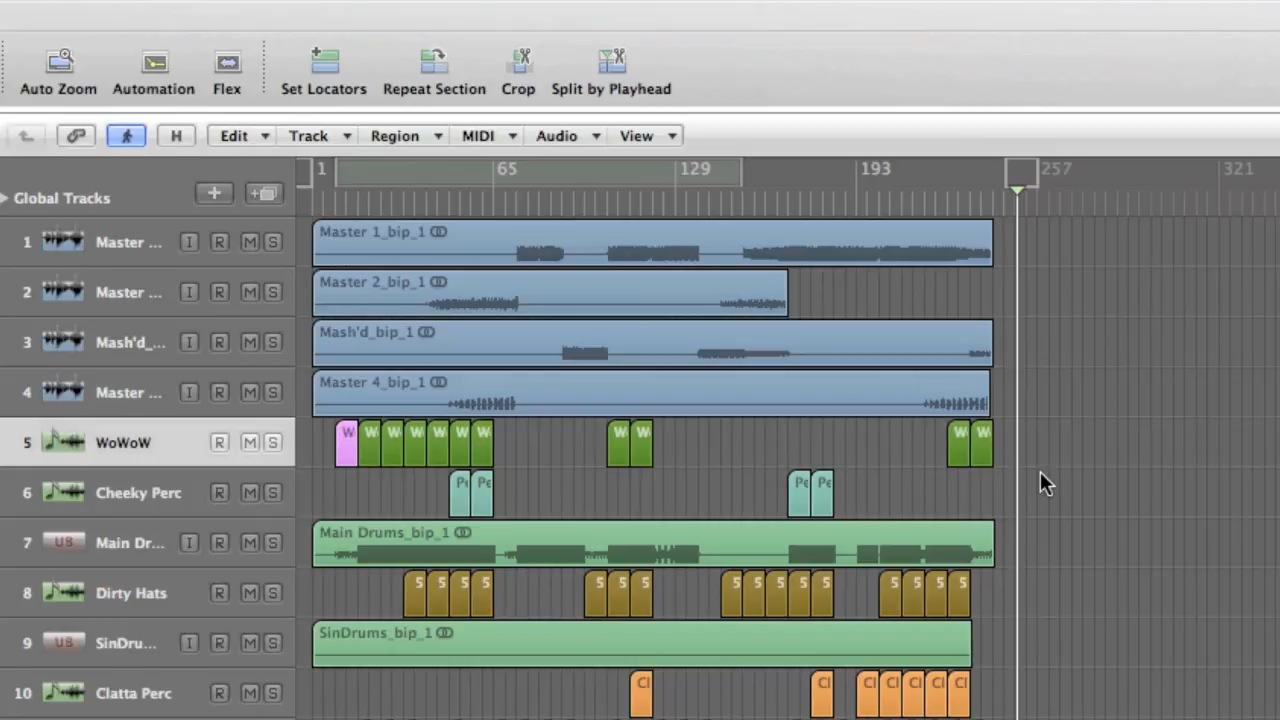 Auto Zoom Automation Flex Set Locators Repeat Section Crop Split by Playhead
H Edit Track Region MIDI Audio View
1 65 129 193 257 321
Global Tracks
1 Master ... I R M S Master 1_bip_1
2 Master ... I R M S Master 2_bip_1
3 Mash'd_... I R M S Mash'd_bip_1
4 Master ... I R M S Master 4_bip_1
5 WoWoW R M S W W W W W W W W W W W
6 Cheeky Perc R M S Pe Pe Pe Pe
7 UB Main Dr... I R M S Main Drums_bip_1
8 Dirty Hats R M S 5 5 5 5 5 5 5 5 5 5 5 5 5 5 5 5
9 UB SinDru... I R M S SinDrums_bip_1
10 Clatta Perc R M S Cl Cl Cl Cl Cl Cl Cl